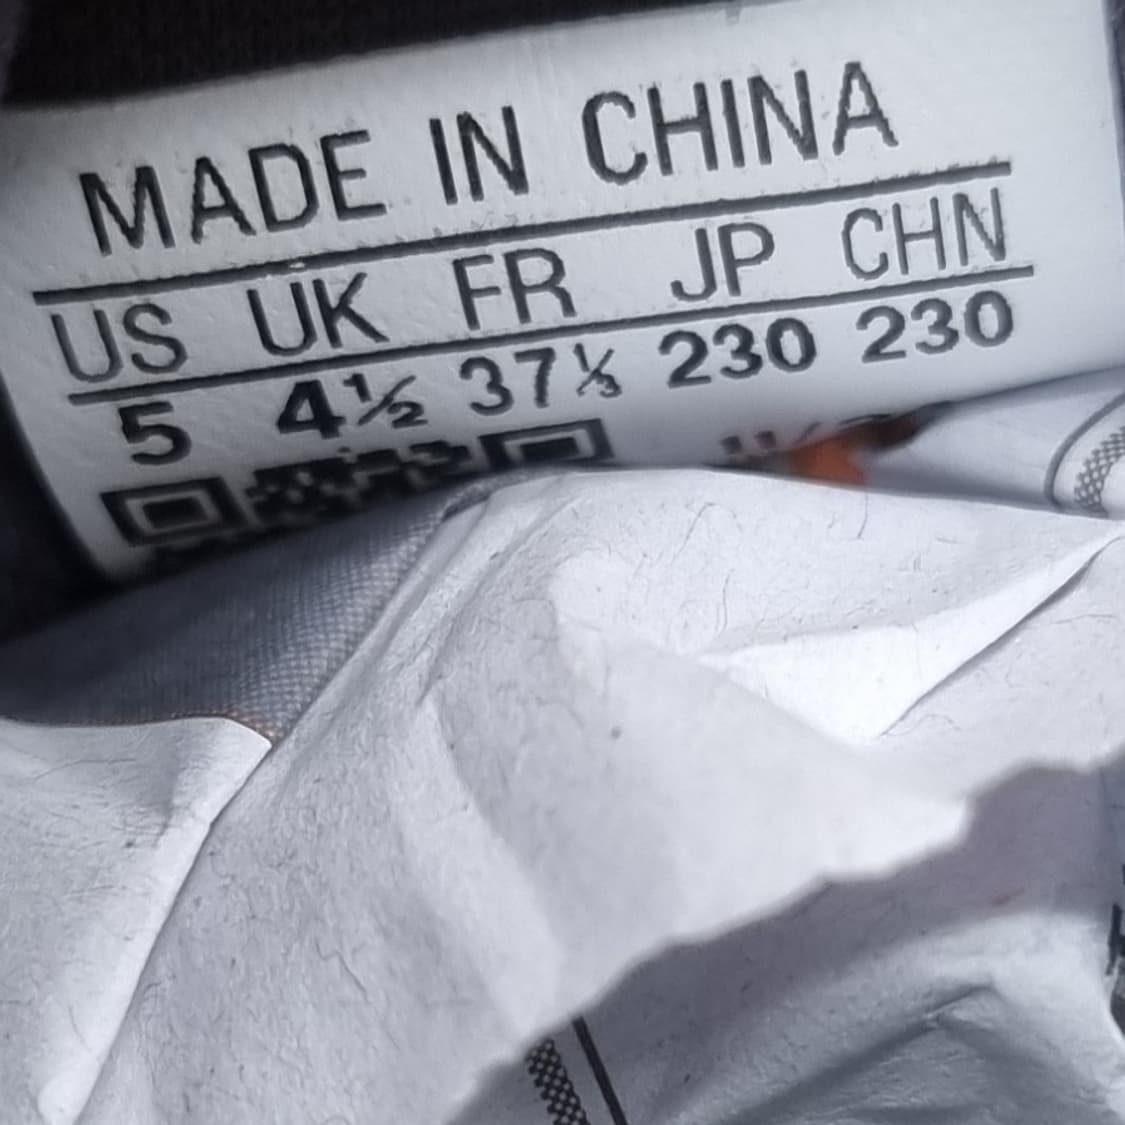 MADE IN CHINA
US UK FR JP CHN
5 4½ 37⅓ 230 230